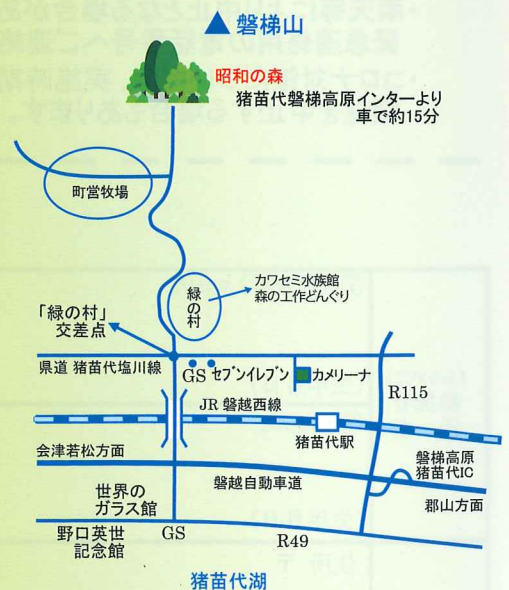 磐梯山
昭和の森
猪苗代磐梯高原インターより
車で約15分
町営牧場
カワセミ水族館
森の工作どんぐり
緑の村
「緑の村」
交差点
県道 猪苗代塩川線
GS
セブンイレブン
カメリーナ
R115
JR 磐越西線
猪苗代駅
会津若松方面
磐越自動車道
磐梯高原
猪苗代IC
郡山方面
世界の
ガラス館
野口英世
記念館
GS
R49
猪苗代湖